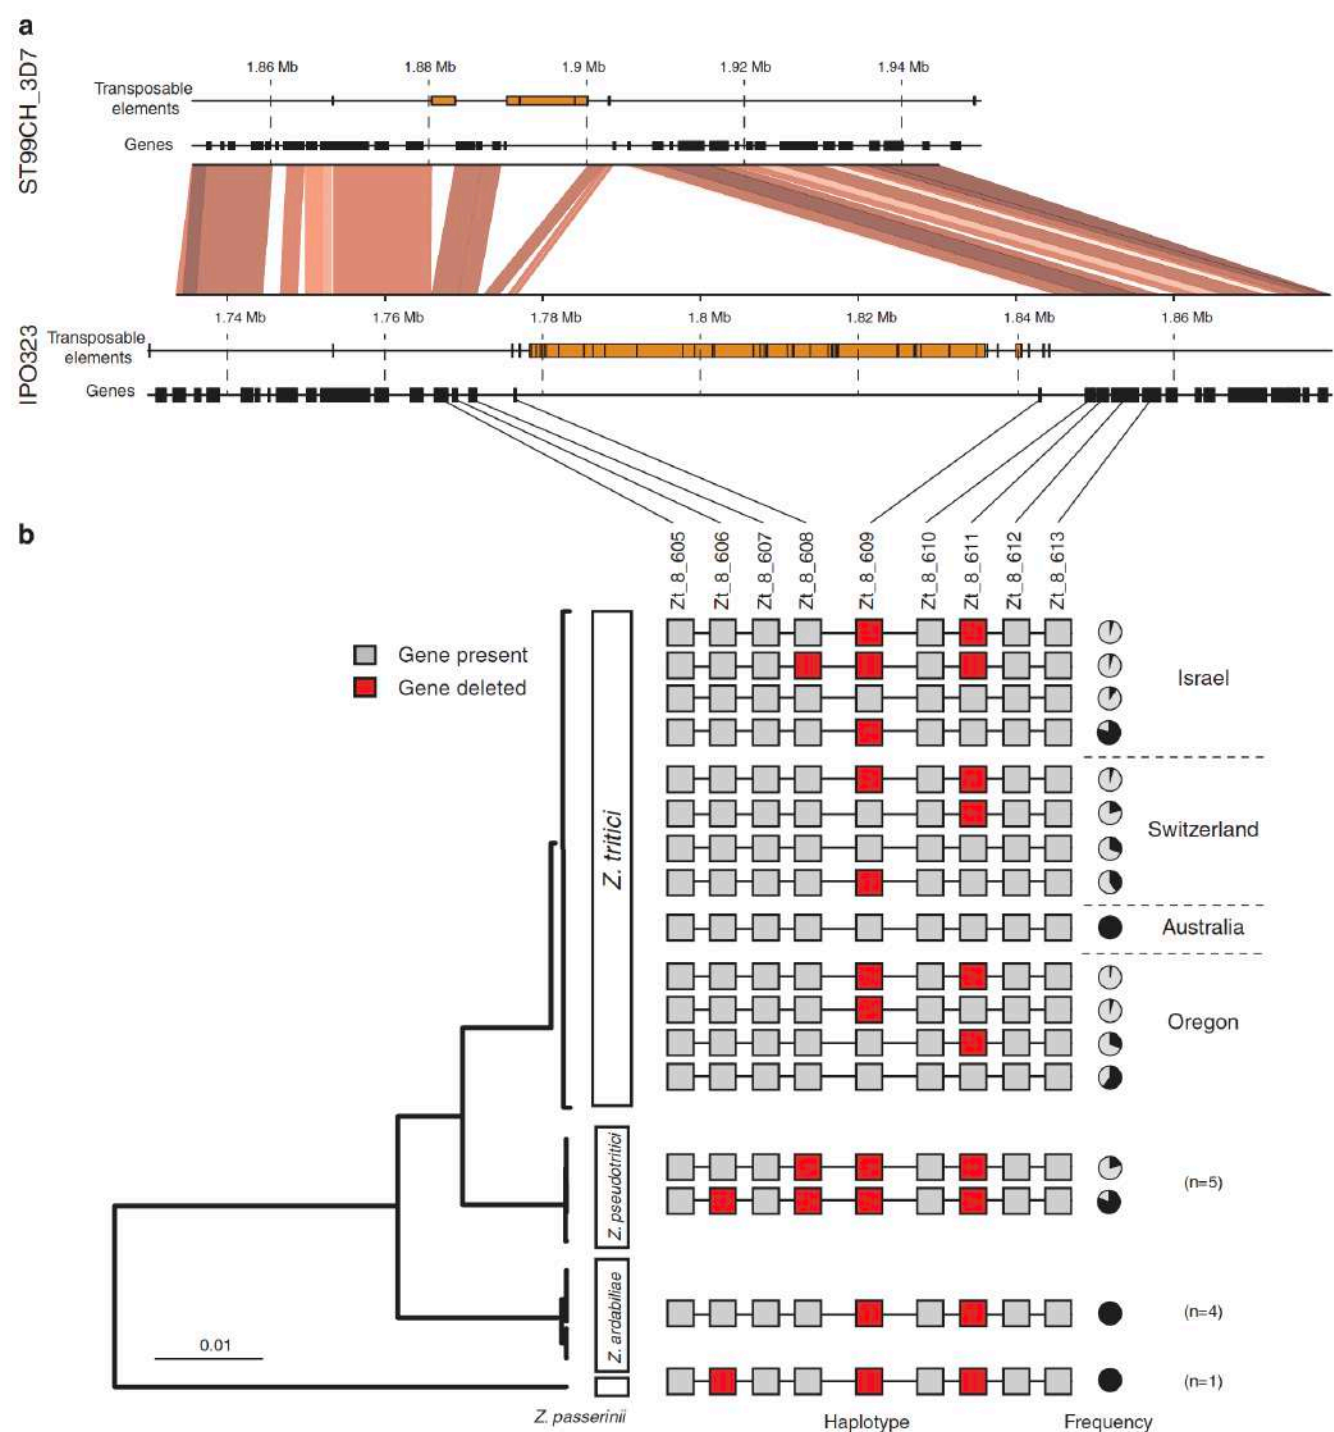 a
ST99CH_3D7
1.86 Mb 1.88 Mb 1.9 Mb 1.92 Mb 1.94 Mb
Transposable
elements
Genes
IPO323
1.74 Mb 1.76 Mb 1.78 Mb 1.8 Mb 1.82 Mb 1.84 Mb 1.86 Mb
Transposable
elements
Genes
b
Zt_8_605
Zt_8_606
Zt_8_607
Zt_8_608
Zt_8_609
Zt_8_610
Zt_8_611
Zt_8_612
Zt_8_613
Gene present
Gene deleted
Z. tritici
Israel
Switzerland
Australia
Oregon
Z. pseudotritici
(n=5)
Z. ardabiliae
(n=4)
0.01
(n=1)
Z. passerinii
Haplotype
Frequency